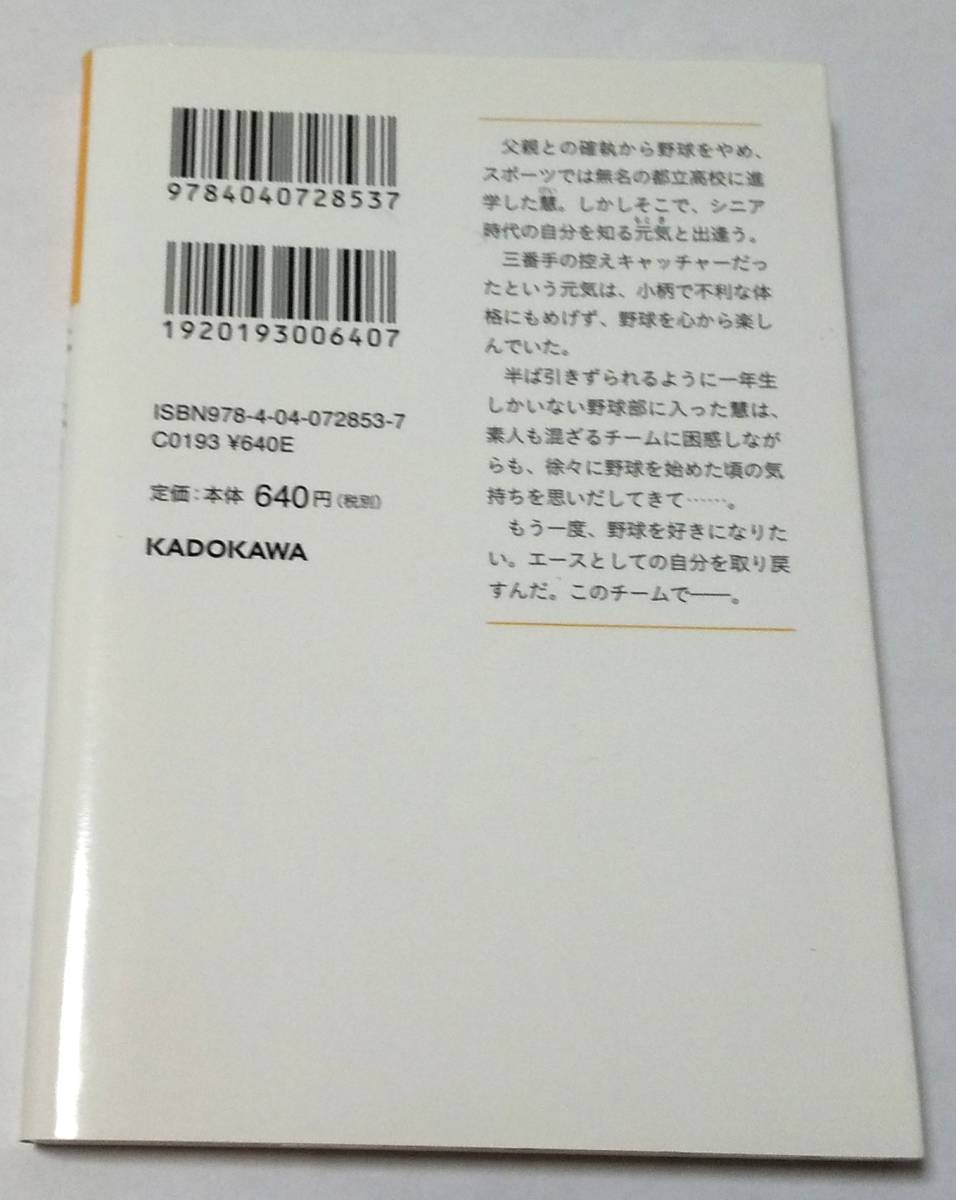 9784040728537
1920193006407
ISBN978-4-04-072853-7
C0193 ¥640E
定価：本体 640円(税別)
KADOKAWA
父親との確執から野球をやめ、
スポーツでは無名の都立高校に進
学した慧。しかしそこで、シニア
時代の自分を知る元気と出逢う。
三番手の控えキャッチャーだっ
たという元気は、小柄で不利な体
格にもめげず、野球を心から楽し
んでいた。
半ば引きずられるように一年生
しかいない野球部に入った慧は、
素人も混ざるチームに困惑しなが
らも、徐々に野球を始めた頃の気
持ちを思いだしてきて……。
もう一度、野球を好きになりた
い。エースとしての自分を取り戻
すんだ。このチームで――。